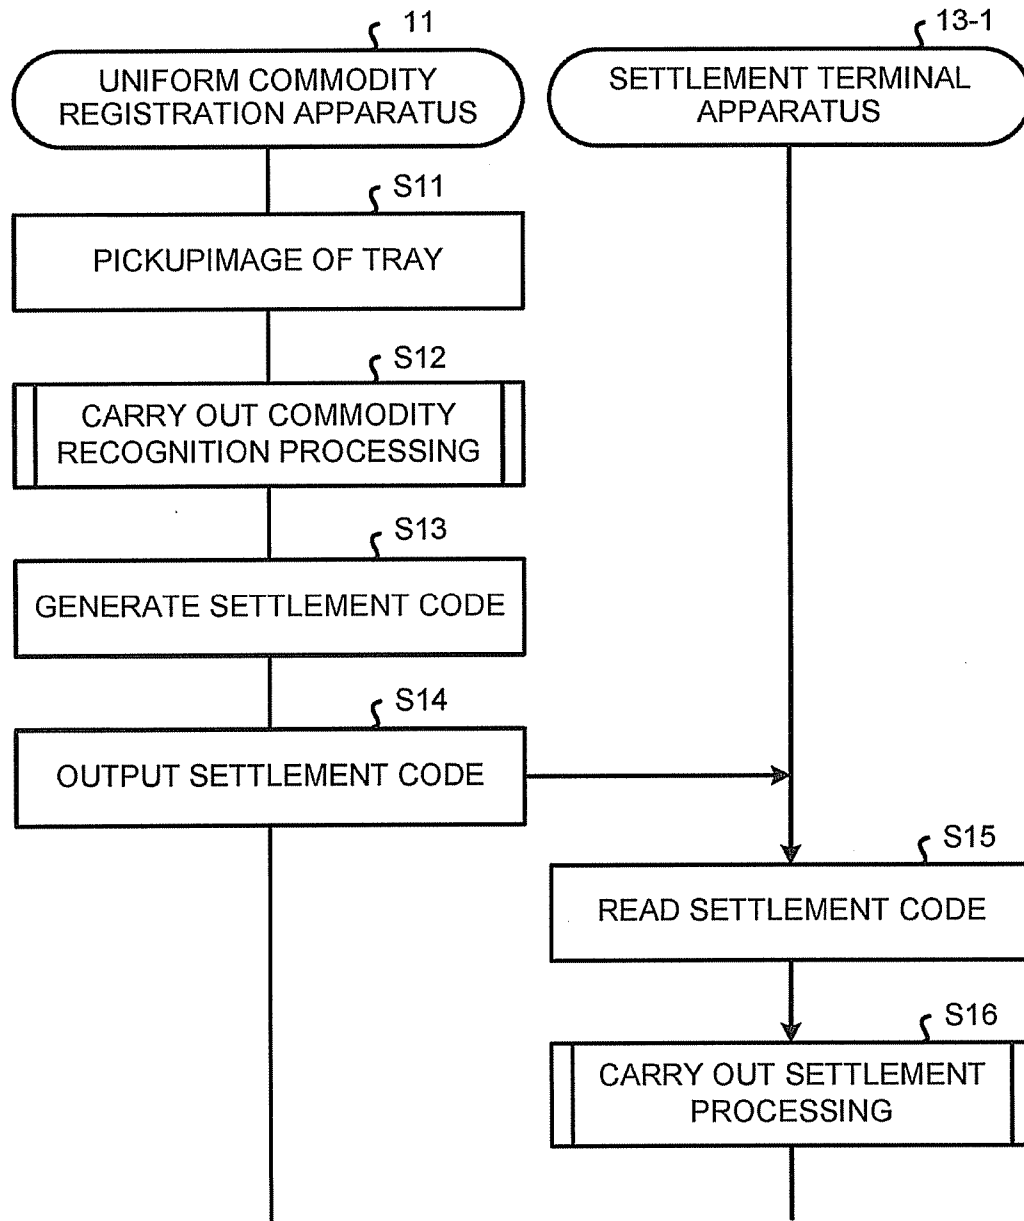 11
UNIFORM COMMODITY
REGISTRATION APPARATUS
13-1
SETTLEMENT TERMINAL
APPARATUS
S11
PICKUPIMAGE OF TRAY
S12
CARRY OUT COMMODITY
RECOGNITION PROCESSING
S13
GENERATE SETTLEMENT CODE
S14
OUTPUT SETTLEMENT CODE
S15
READ SETTLEMENT CODE
S16
CARRY OUT SETTLEMENT
PROCESSING